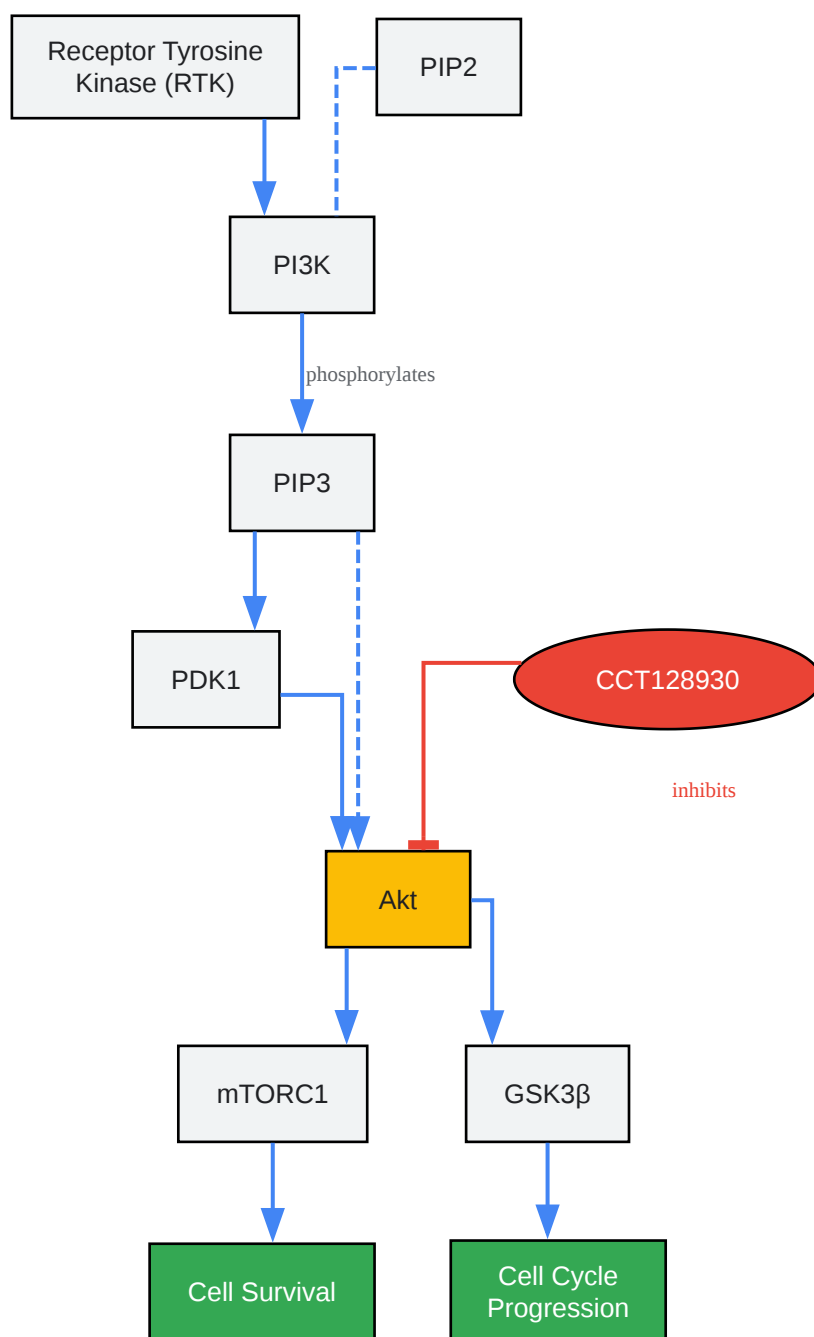 Receptor Tyrosine
Kinase (RTK)
PIP2
PI3K
phosphorylates
PIP3
PDK1
CCT128930
inhibits
Akt
mTORC1
GSK3β
Cell Survival
Cell Cycle
Progression